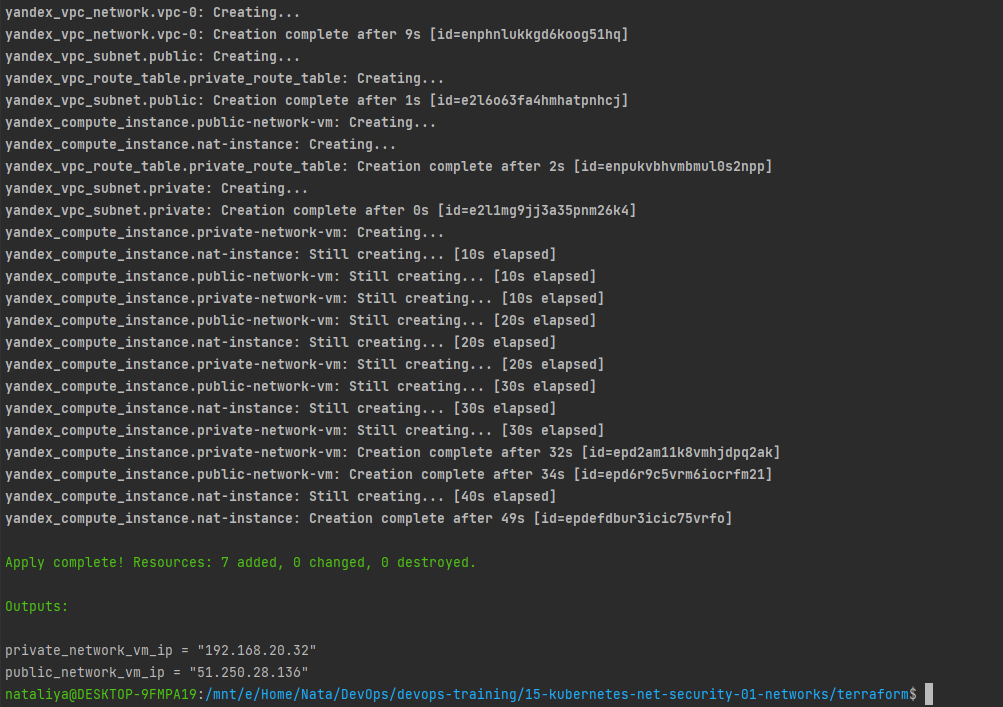 yandex_vpc_network.vpc-0: Creating...
yandex_vpc_network.vpc-0: Creation complete after 9s [id=enphnlukkgd6koog51hq]
yandex_vpc_subnet.public: Creating...
yandex_vpc_route_table.private_route_table: Creating...
yandex_vpc_subnet.public: Creation complete after 1s [id=e2l6o63fa4hmhatpnhcj]
yandex_compute_instance.public-network-vm: Creating...
yandex_compute_instance.nat-instance: Creating...
yandex_vpc_route_table.private_route_table: Creation complete after 2s [id=enpukvbhvmbmul0s2npp]
yandex_vpc_subnet.private: Creating...
yandex_vpc_subnet.private: Creation complete after 0s [id=e2l1mg9jj3a35pnm26k4]
yandex_compute_instance.private-network-vm: Creating...
yandex_compute_instance.nat-instance: Still creating... [10s elapsed]
yandex_compute_instance.public-network-vm: Still creating... [10s elapsed]
yandex_compute_instance.private-network-vm: Still creating... [10s elapsed]
yandex_compute_instance.public-network-vm: Still creating... [20s elapsed]
yandex_compute_instance.nat-instance: Still creating... [20s elapsed]
yandex_compute_instance.private-network-vm: Still creating... [20s elapsed]
yandex_compute_instance.public-network-vm: Still creating... [30s elapsed]
yandex_compute_instance.nat-instance: Still creating... [30s elapsed]
yandex_compute_instance.private-network-vm: Still creating... [30s elapsed]
yandex_compute_instance.private-network-vm: Creation complete after 32s [id=epd2am11k8vmhjdpq2ak]
yandex_compute_instance.public-network-vm: Creation complete after 34s [id=epd6r9c5vrm6iocrfm21]
yandex_compute_instance.nat-instance: Still creating... [40s elapsed]
yandex_compute_instance.nat-instance: Creation complete after 49s [id=epdefdbur3icic75vrfo]
Apply complete! Resources: 7 added, 0 changed, 0 destroyed.
Outputs:
private_network_vm_ip = "192.168.20.32"
public_network_vm_ip = "51.250.28.136"
nataliya@DESKTOP-9FMPA19:/mnt/e/Home/Nata/DevOps/devops-training/15-kubernetes-net-security-01-networks/terraform$